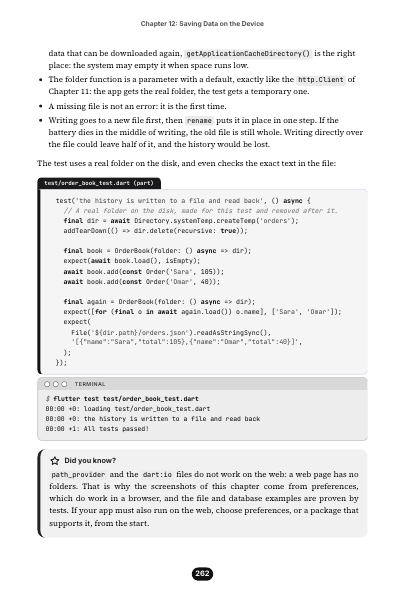 Chapter 12: Saving Data on the Device
data that can be downloaded again, getApplicationCacheDirectory() is the right
place: the system may empty it when space runs low.
• The folder function is a parameter with a default, exactly like the http.Client of
Chapter 11: the app gets the real folder, the test gets a temporary one.
• A missing file is not an error: it is the first time.
• Writing goes to a new file first, then rename puts it in place in one step. If the
battery dies in the middle of writing, the old file is still whole. Writing directly over
the file could leave half of it, and the history would be lost.
The test uses a real folder on the disk, and even checks the exact text in the file:
test/order_book_test.dart (part)
test('the history is written to a file and read back', () async {
// A real folder on the disk, made for this test and removed after it.
final dir = await Directory.systemTemp.createTemp('orders');
addTearDown(() => dir.delete(recursive: true));
final book = OrderBook(folder: () async => dir);
expect(await book.load(), isEmpty);
await book.add(const Order('Sara', 105));
await book.add(const Order('Omar', 40));
final again = OrderBook(folder: () async => dir);
expect([for (final o in await again.load()) o.name], ['Sara', 'Omar']);
expect(
File('${dir.path}/orders.json').readAsStringSync(),
'[{"name":"Sara","total":105},{"name":"Omar","total":40}]',
);
});
TERMINAL
$ flutter test test/order_book_test.dart
00:00 +0: loading test/order_book_test.dart
00:00 +0: the history is written to a file and read back
00:00 +1: All tests passed!
Did you know?
path_provider and the dart:io files do not work on the web: a web page has no
folders. That is why the screenshots of this chapter come from preferences,
which do work in a browser, and the file and database examples are proven by
tests. If your app must also run on the web, choose preferences, or a package that
supports it, from the start.
262